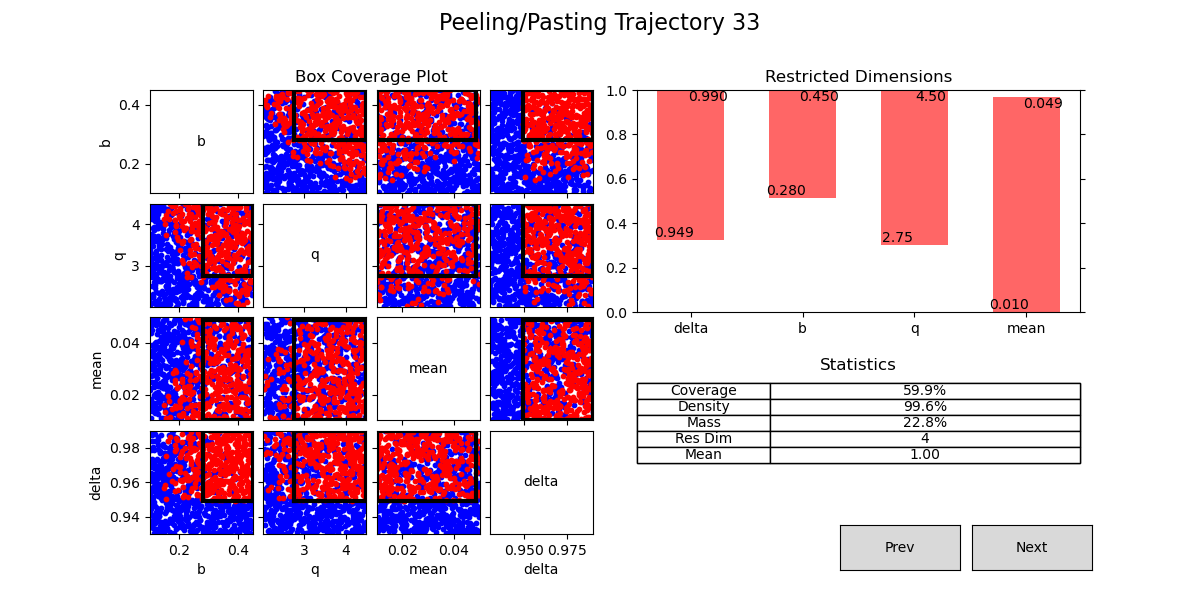 Peeling/Pasting Trajectory 33
Box Coverage Plot
0.4
0.2
b
b
4
3
q
q
0.04
0.02
mean
mean
0.98
0.96
0.94
delta
delta
0.2 0.4
3 4
0.02 0.04
0.950 0.975
b q mean delta
Restricted Dimensions
1.0
0.8
0.6
0.4
0.2
0.0
0.990 0.450 4.50 0.049
0.949 0.280 2.75 0.010
delta b q mean
Statistics
Coverage 59.9%
Density 99.6%
Mass 22.8%
Res Dim 4
Mean 1.00
Prev Next